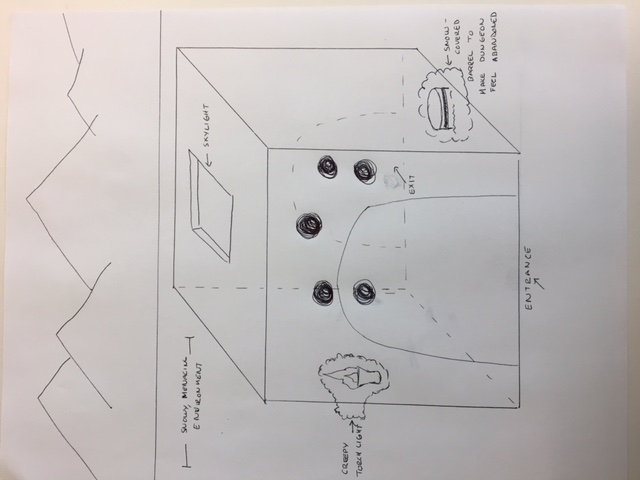 SNOWY, MENACING
ENVIRONMENT
SKYLIGHT
CREEPY
TORCH LIGHT
EXIT
SNOW-
COVERED
BARREL TO
MAKE DUNGEON
FEEL ABANDONED
ENTRANCE